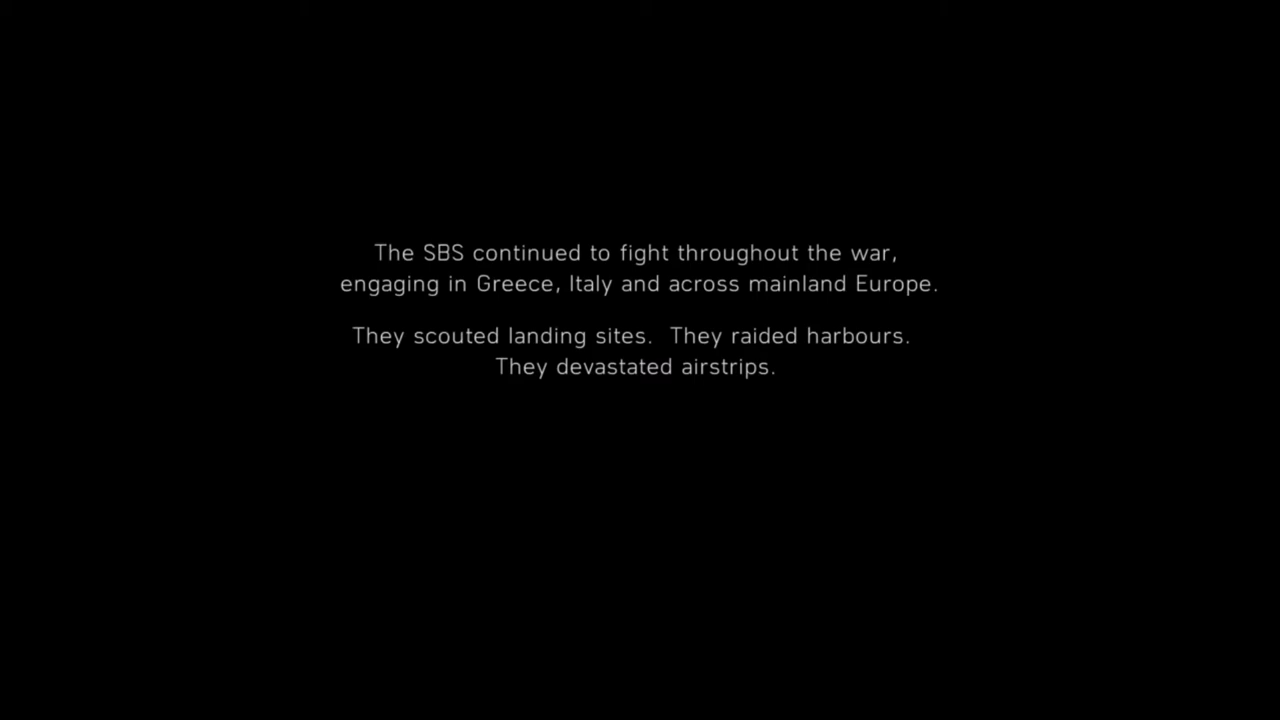 The SBS continued to fight throughout the war,
engaging in Greece, Italy and across mainland Europe.
They scouted landing sites.  They raided harbours.
They devastated airstrips.